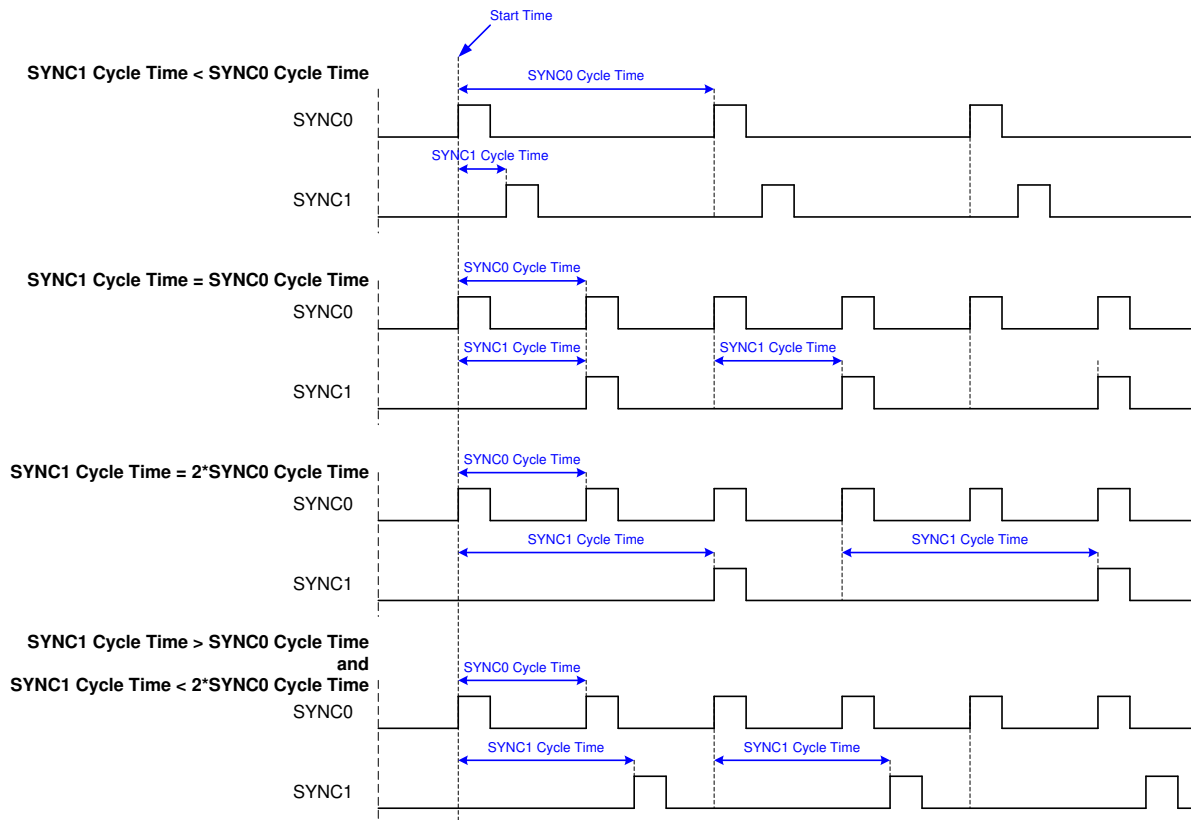 Start Time
SYNC1 Cycle Time < SYNC0 Cycle Time
SYNC0 Cycle Time
SYNC0
SYNC1 Cycle Time
SYNC1
SYNC1 Cycle Time = SYNC0 Cycle Time
SYNC0 Cycle Time
SYNC0
SYNC1 Cycle Time
SYNC1 Cycle Time
SYNC1
SYNC1 Cycle Time = 2*SYNC0 Cycle Time
SYNC0 Cycle Time
SYNC0
SYNC1 Cycle Time
SYNC1 Cycle Time
SYNC1
SYNC1 Cycle Time > SYNC0 Cycle Time
and
SYNC1 Cycle Time < 2*SYNC0 Cycle Time
SYNC0 Cycle Time
SYNC0
SYNC1 Cycle Time
SYNC1 Cycle Time
SYNC1